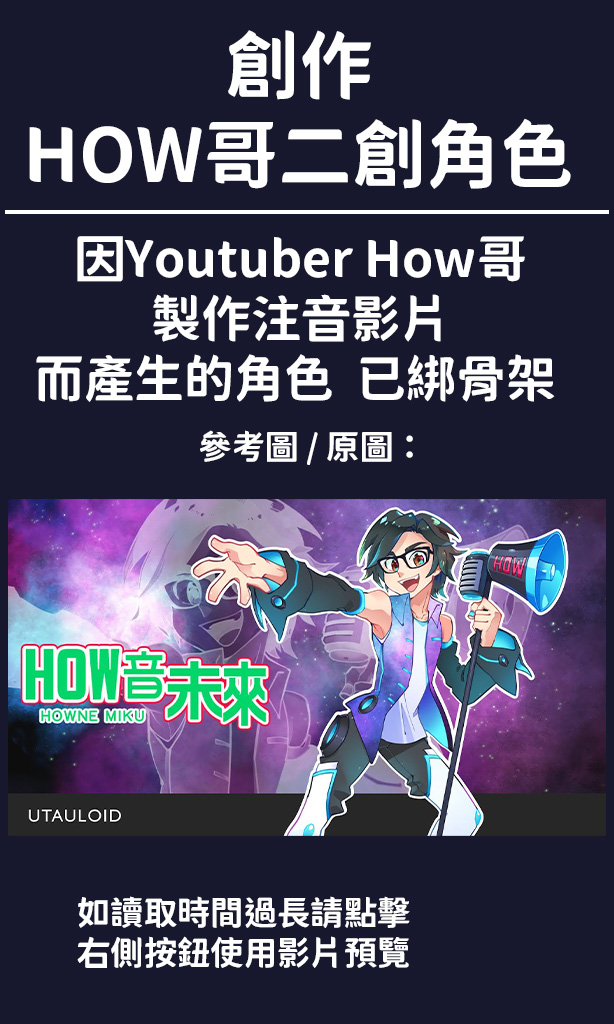 創作
HOW哥二創角色
因Youtuber How哥
製作注音影片
而產生的角色 已綁骨架
參考圖 / 原圖：
HOW
HOW音未來
HOWNE MIKU
UTAULOID
如讀取時間過長請點擊
右側按鈕使用影片預覽